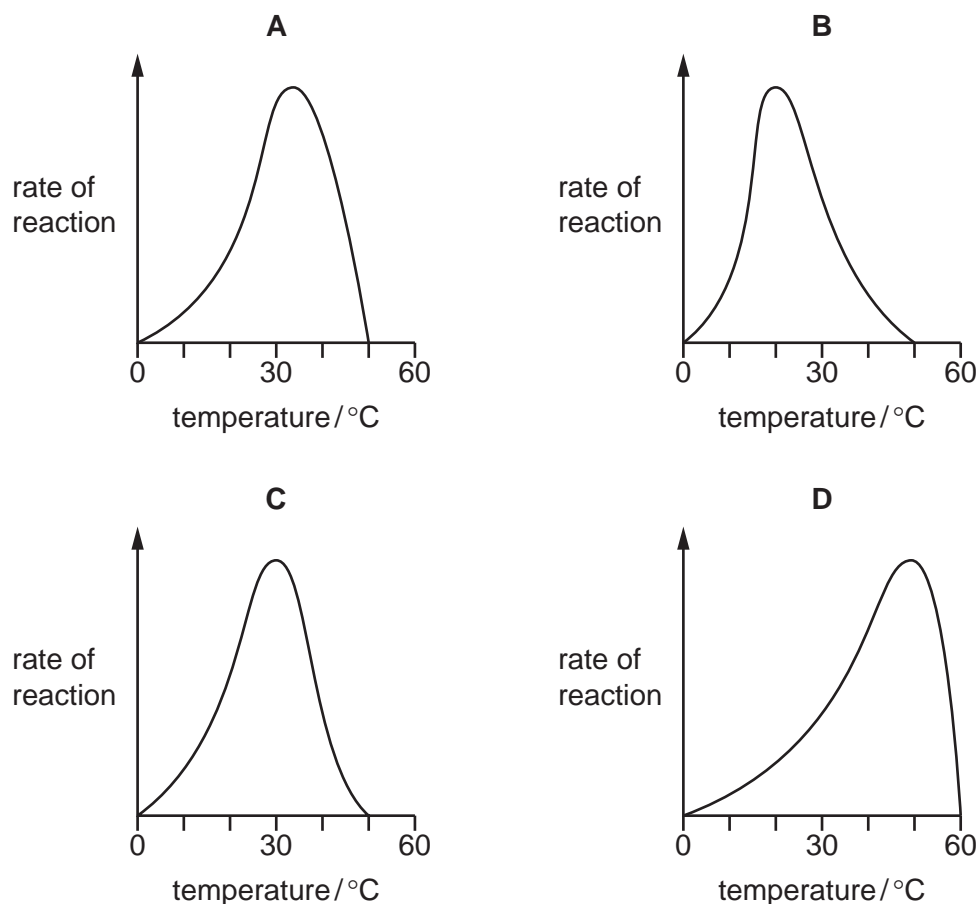 A
rate of
reaction
0 30 60
temperature / °C
B
rate of
reaction
0 30 60
temperature / °C
C
rate of
reaction
0 30 60
temperature / °C
D
rate of
reaction
0 30 60
temperature / °C